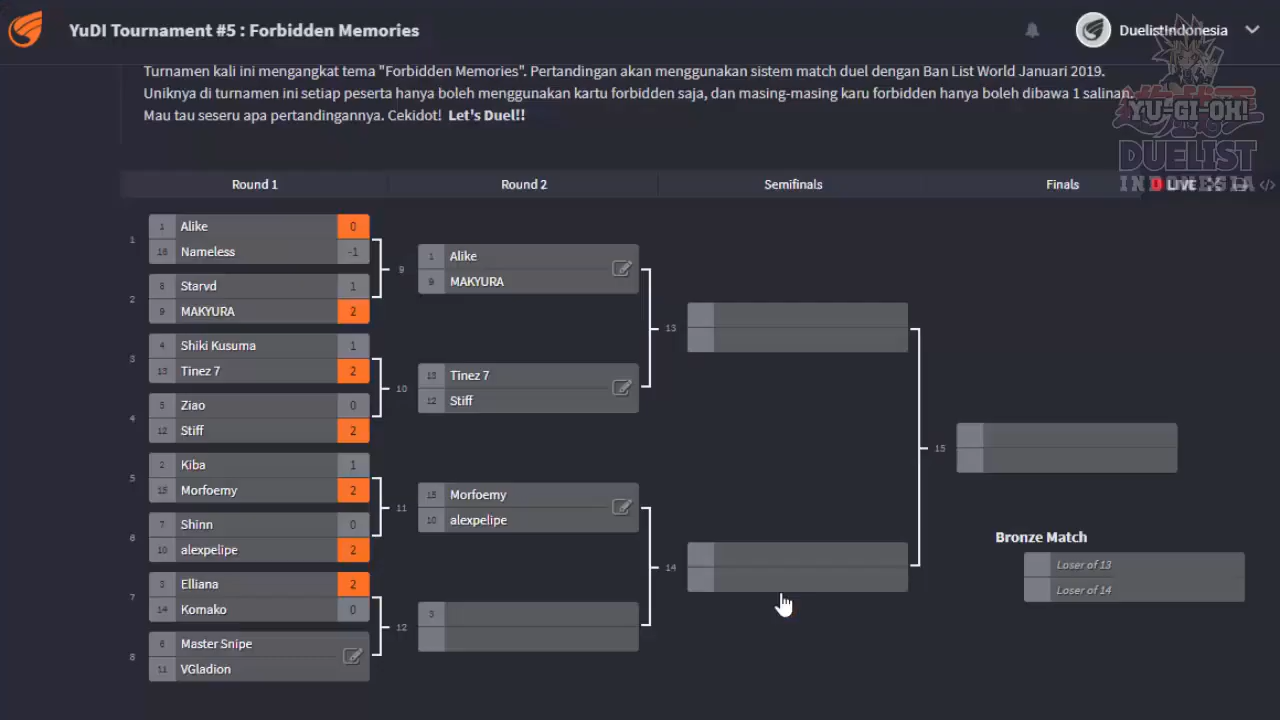 YuDI Tournament #5 : Forbidden Memories
DuelistIndonesia
Turnamen kali ini mengangkat tema "Forbidden Memories". Pertandingan akan menggunakan sistem match duel dengan Ban List World Januari 2019.
Uniknya di turnamen ini setiap peserta hanya boleh menggunakan kartu forbidden saja, dan masing-masing karu forbidden hanya boleh dibawa 1 salinan.
Mau tau seseru apa pertandingannya. Cekidot! Let's Duel!!
YU-GI-OH!
DUELIST
INDONESIA
LIVE
Round 1
Round 2
Semifinals
Finals
1
1 Alike 0
16 Nameless -1
2
8 Starvd 1
9 MAKYURA 2
3
4 Shiki Kusuma 1
13 Tinez 7 2
4
5 Ziao 0
12 Stiff 2
5
2 Kiba 1
15 Morfoemy 2
6
7 Shinn 0
10 alexpelipe 2
7
3 Elliana 2
14 Komako 0
8
6 Master Snipe
11 VGladion
9
1 Alike
9 MAKYURA
10
13 Tinez 7
12 Stiff
11
15 Morfoemy
10 alexpelipe
12
3
13
14
15
Bronze Match
Loser of 13
Loser of 14